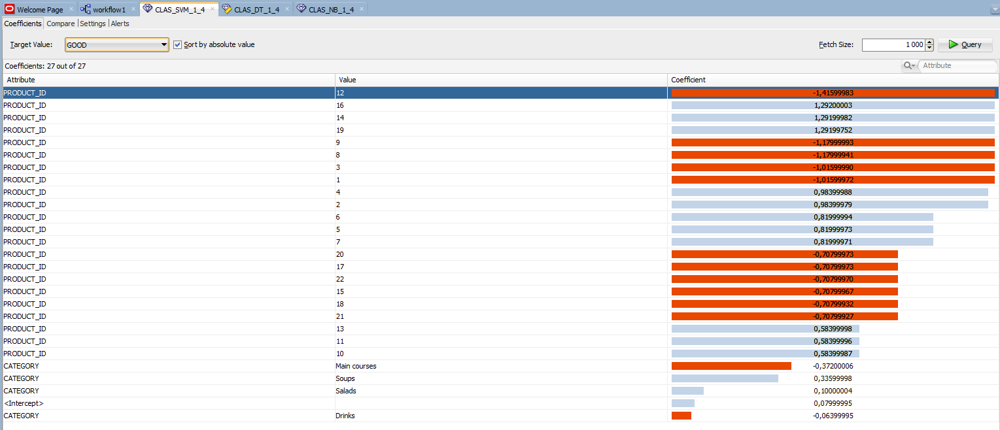 Welcome Page workflow1 CLAS_SVM_1_4 CLAS_DT_1_4 CLAS_NB_1_4
Coefficients Compare Settings Alerts
Target Value: GOOD Sort by absolute value Fetch Size: 1 000 Query
Coefficients: 27 out of 27 Attribute
Attribute Value Coefficient
PRODUCT_ID 12 -1,41599983
PRODUCT_ID 16 1,29200003
PRODUCT_ID 14 1,29199982
PRODUCT_ID 19 1,29199752
PRODUCT_ID 9 -1,17999993
PRODUCT_ID 8 -1,17999941
PRODUCT_ID 3 -1,01599990
PRODUCT_ID 1 -1,01599972
PRODUCT_ID 4 0,98399988
PRODUCT_ID 2 0,98399979
PRODUCT_ID 6 0,81999994
PRODUCT_ID 5 0,81999973
PRODUCT_ID 7 0,81999971
PRODUCT_ID 20 -0,70799973
PRODUCT_ID 17 -0,70799973
PRODUCT_ID 22 -0,70799970
PRODUCT_ID 15 -0,70799967
PRODUCT_ID 18 -0,70799932
PRODUCT_ID 21 -0,70799927
PRODUCT_ID 13 0,58399998
PRODUCT_ID 11 0,58399996
PRODUCT_ID 10 0,58399987
CATEGORY Main courses -0,37200006
CATEGORY Soups 0,33599998
CATEGORY Salads 0,10000004
<Intercept> 0,07999995
CATEGORY Drinks -0,06399995